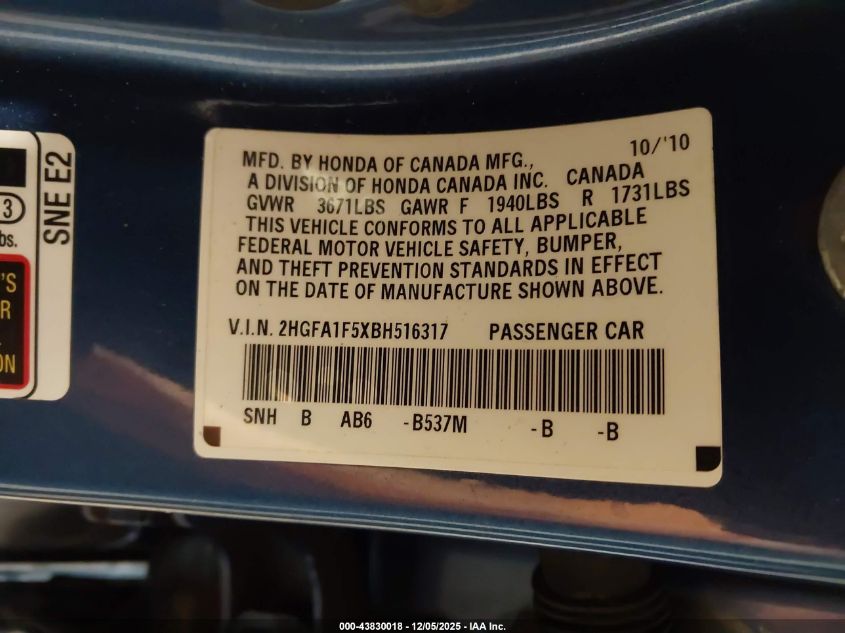 10/'10
MFD. BY HONDA OF CANADA MFG.,
A DIVISION OF HONDA CANADA INC. CANADA
GVWR 3671LBS GAWR F 1940LBS R 1731LBS
THIS VEHICLE CONFORMS TO ALL APPLICABLE
FEDERAL MOTOR VEHICLE SAFETY, BUMPER,
AND THEFT PREVENTION STANDARDS IN EFFECT
ON THE DATE OF MANUFACTURE SHOWN ABOVE.
V.I.N. 2HGFA1F5XBH516317 PASSENGER CAR
SNH B AB6 -B537M -B -B
SNE E2
3
bs.
'S
R
ON
000-43830018 - 12/05/2025 - IAA Inc.